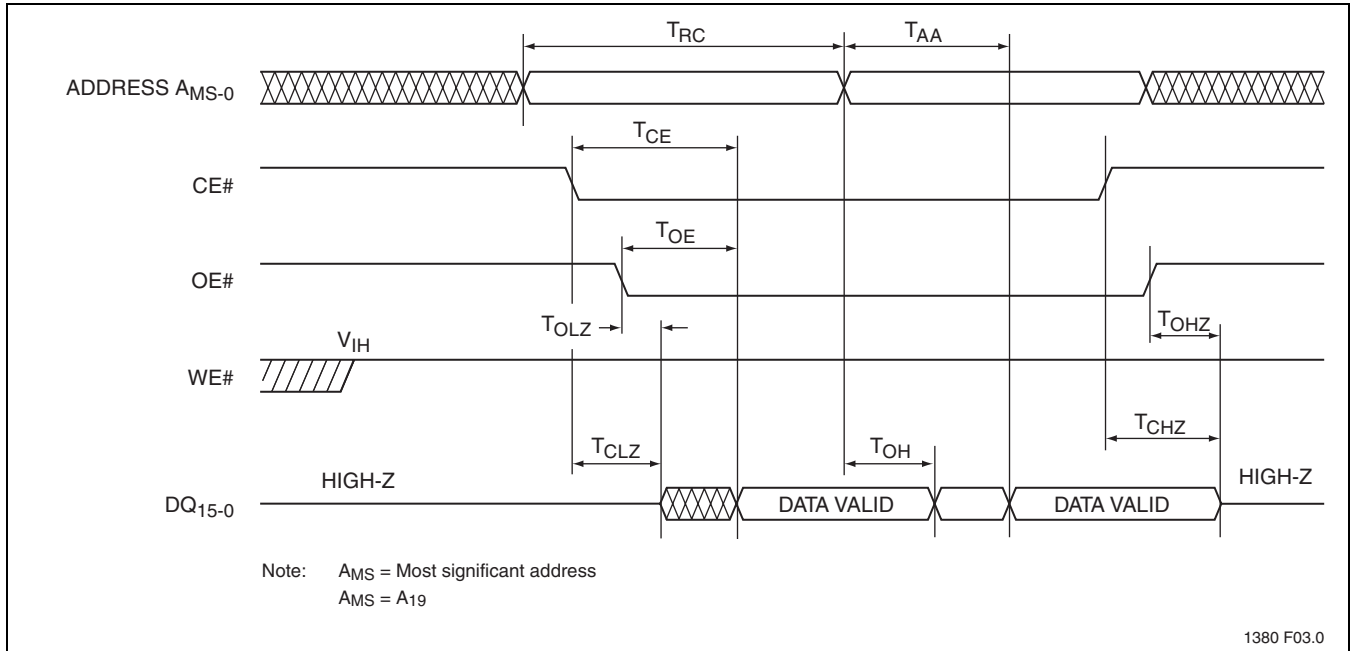 TRC TAA
ADDRESS AMS-0
TCE
CE#
TOE
OE#
TOLZ TOHZ
VIH
WE#
TCLZ TOH TCHZ
HIGH-Z HIGH-Z
DQ15-0 DATA VALID DATA VALID
Note: AMS = Most significant address
AMS = A19
1380 F03.0